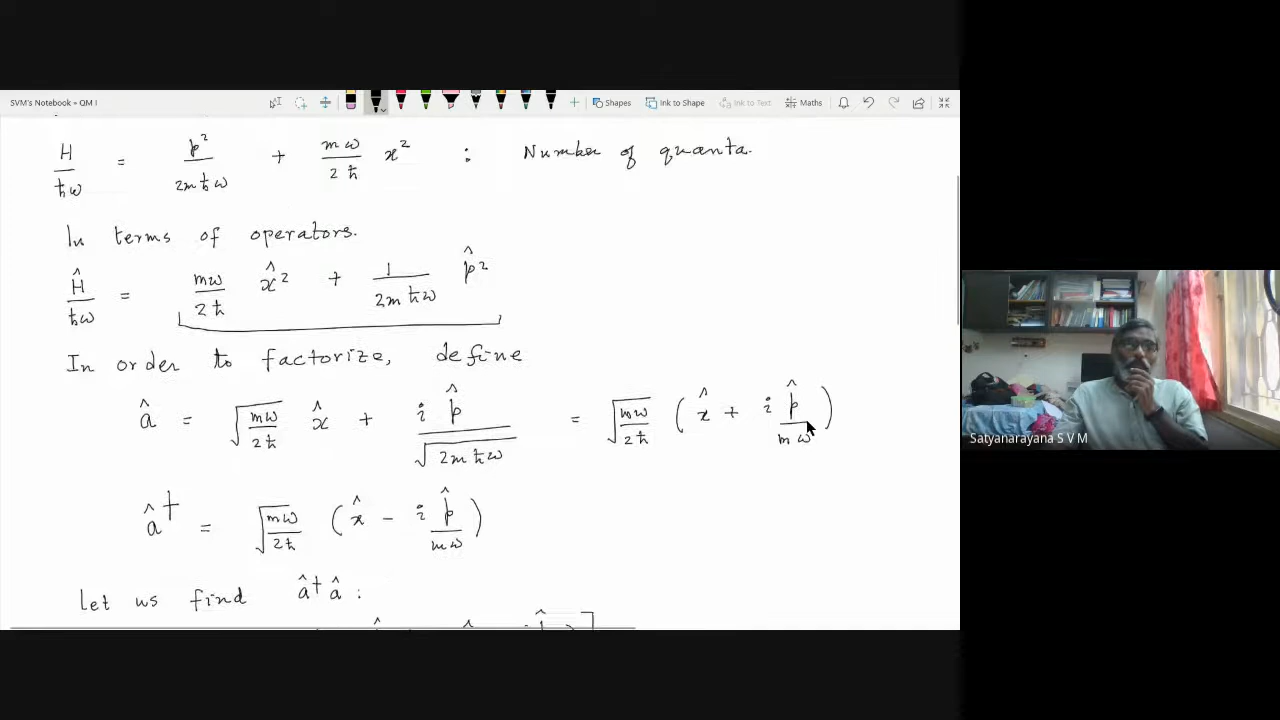 SVM's Notebook » QM I
Shapes Ink to Shape Ink to Text Maths
H/ħω = p²/2mħω + mω/2ħ x² : Number of quanta.
In terms of operators.
Ĥ/ħω = mω/2ħ x̂² + 1/2mħω p̂²
In order to factorize, define
â = √(mω/2ħ) x̂ + i p̂/√(2mħω) = √(mω/2ħ) (x̂ + i p̂/mω)
â† = √(mω/2ħ) (x̂ - i p̂/mω)
Let us find â†â :
Satyanarayana S V M